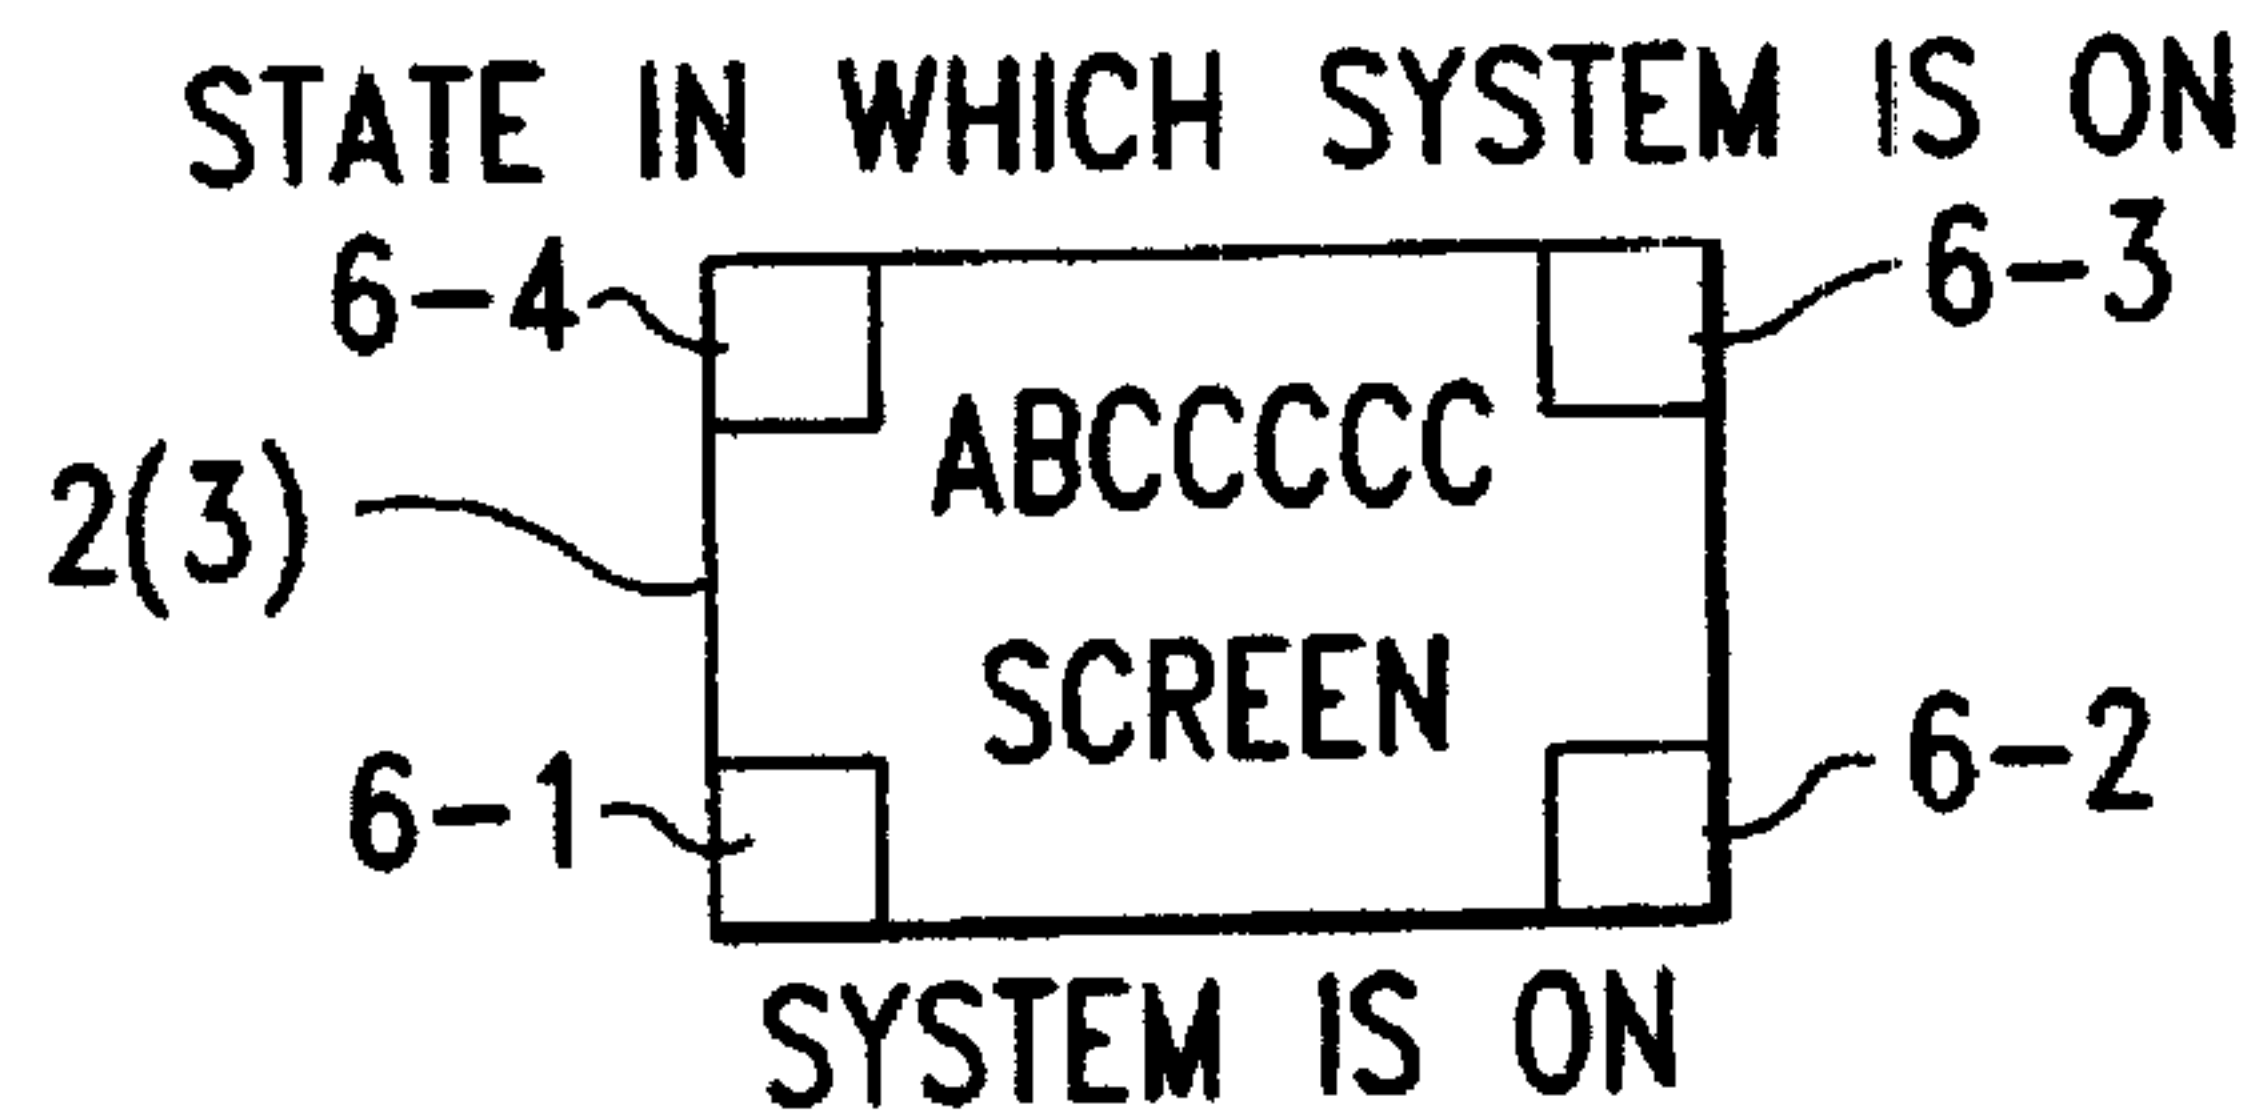 STATE IN WHICH SYSTEM IS ON
6-4
6-3
ABCCCCC
2(3)
SCREEN
6-1
6-2
SYSTEM IS ON